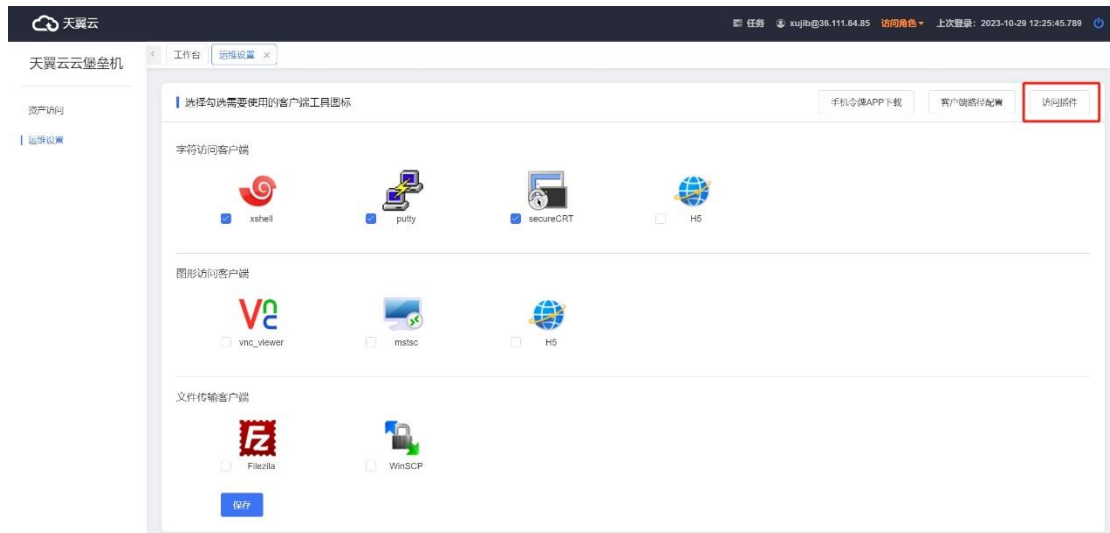 天翼云
任务 xujib@36.111.64.85 访问角色 上次登录：2023-10-29 12:25:45.789
天翼云云堡垒机
工作台 运维设置 ×
资产访问
运维设置
选择勾选需要使用的客户端工具图标
手机令牌APP下载 客户端路径配置 访问插件
字符访问客户端
xshell putty secureCRT H5
图形访问客户端
vnc_viewer mstsc H5
文件传输客户端
Filezila WinSCP
保存